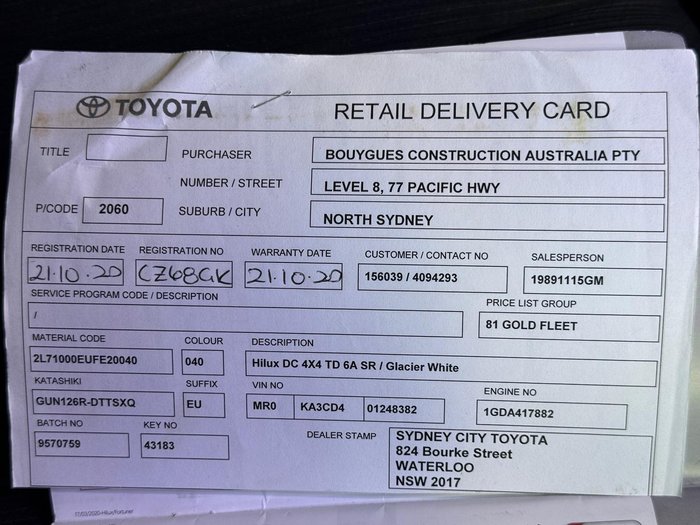 TOYOTA RETAIL DELIVERY CARD
TITLE PURCHASER BOUYGUES CONSTRUCTION AUSTRALIA PTY
NUMBER / STREET LEVEL 8, 77 PACIFIC HWY
P/CODE 2060 SUBURB / CITY NORTH SYDNEY
REGISTRATION DATE REGISTRATION NO WARRANTY DATE CUSTOMER / CONTACT NO SALESPERSON
21.10.20 CZ68GK 21.10.20 156039 / 4094293 19891115GM
SERVICE PROGRAM CODE / DESCRIPTION PRICE LIST GROUP
/ 81 GOLD FLEET
MATERIAL CODE COLOUR DESCRIPTION
2L71000EUFE20040 040 Hilux DC 4X4 TD 6A SR / Glacier White
KATASHIKI SUFFIX VIN NO ENGINE NO
GUN126R-DTTSXQ EU MR0 KA3CD4 01248382 1GDA417882
BATCH NO KEY NO
9570759 43183
DEALER STAMP SYDNEY CITY TOYOTA
824 Bourke Street
WATERLOO
NSW 2017
17/03/2020-Hilux/Fortuner